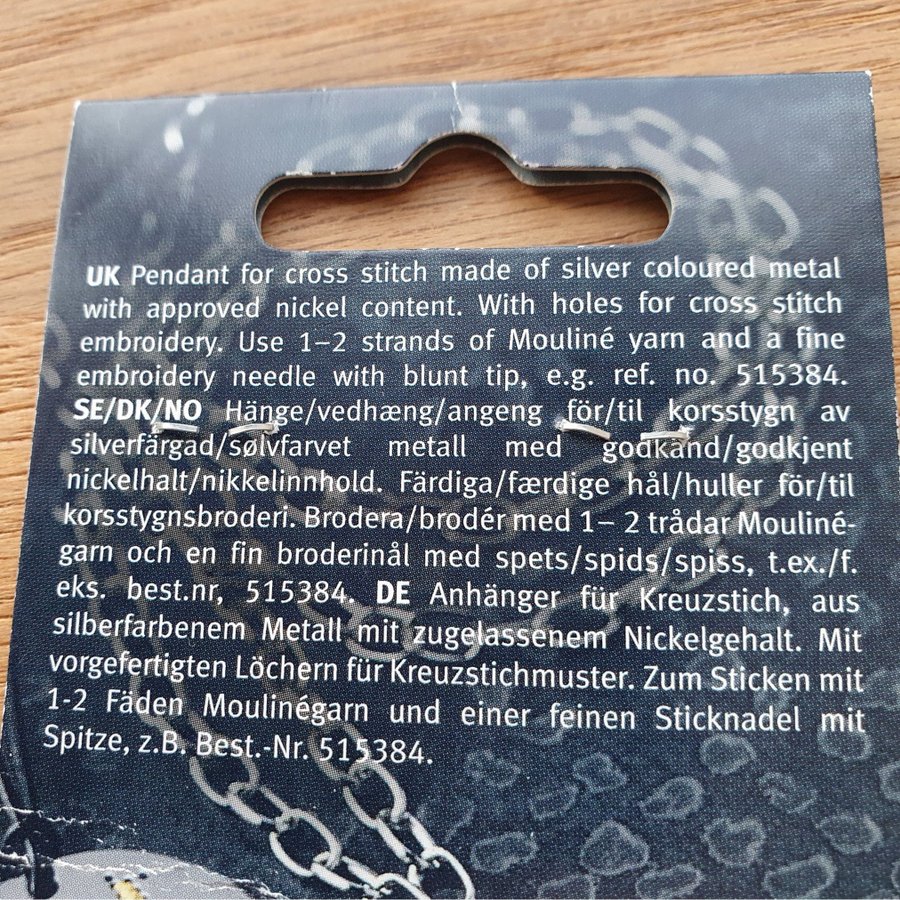 UK Pendant for cross stitch made of silver coloured metal
with approved nickel content. With holes for cross stitch
embroidery. Use 1–2 strands of Mouliné yarn and a fine
embroidery needle with blunt tip, e.g. ref. no. 515384.
SE/DK/NO Hänge/vedhæng/angeng för/til korsstygn av
silverfärgad/sølvfarvet metall med godkänd/godkjent
nickelhalt/nikkelinnhold. Färdiga/færdige hål/huller för/til
korsstygnsbroderi. Brodera/brodér med 1– 2 trådar Mouliné-
garn och en fin broderinål med spets/spids/spiss, t.ex./f.
eks. best.nr, 515384. DE Anhänger für Kreuzstich, aus
silberfarbenem Metall mit zugelassenem Nickelgehalt. Mit
vorgefertigten Löchern für Kreuzstichmuster. Zum Sticken mit
1-2 Fäden Moulinégarn und einer feinen Sticknadel mit
Spitze, z.B. Best.-Nr. 515384.